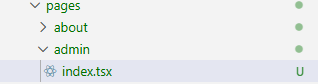 pages
about
admin
index.tsx U